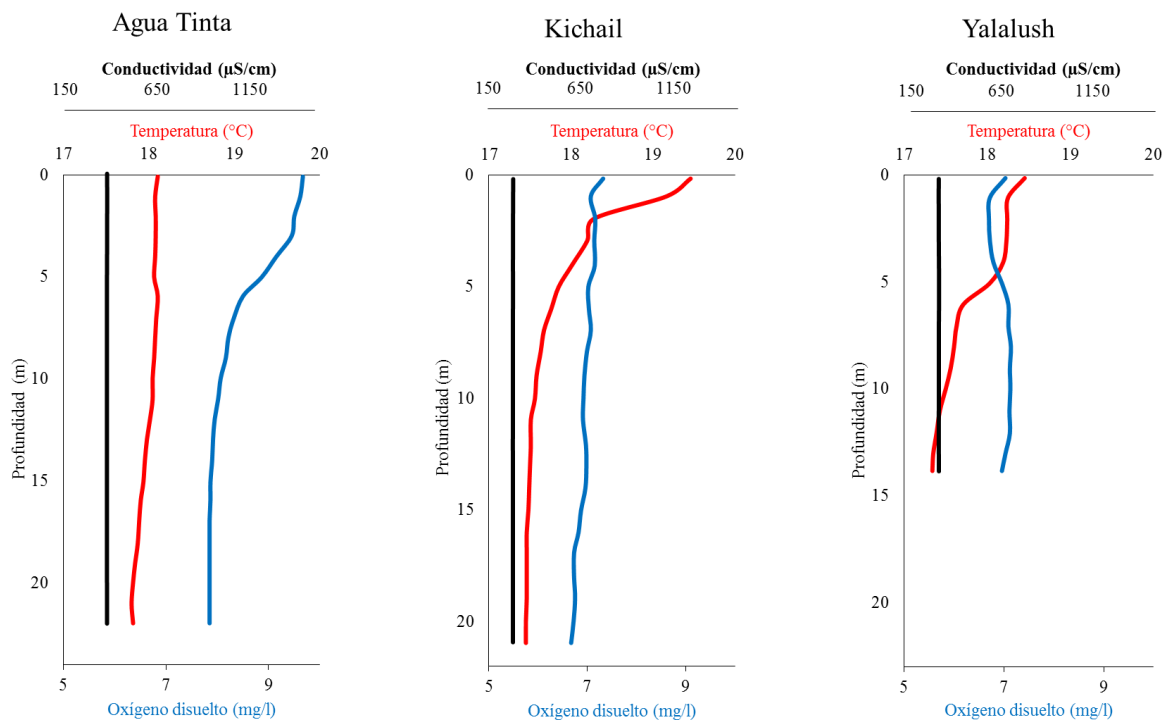 Agua Tinta
Conductividad (µS/cm)
150 650 1150
Temperatura (°C)
17 18 19 20
0
5
10
15
20
Profundidad (m)
5 7 9
Oxígeno disuelto (mg/l)
Kichail
Conductividad (µS/cm)
150 650 1150
Temperatura (°C)
17 18 19 20
0
5
10
15
20
Profundidad (m)
5 7 9
Oxígeno disuelto (mg/l)
Yalalush
Conductividad (µS/cm)
150 650 1150
Temperatura (°C)
17 18 19 20
0
5
10
15
20
Profundidad (m)
5 7 9
Oxígeno disuelto (mg/l)